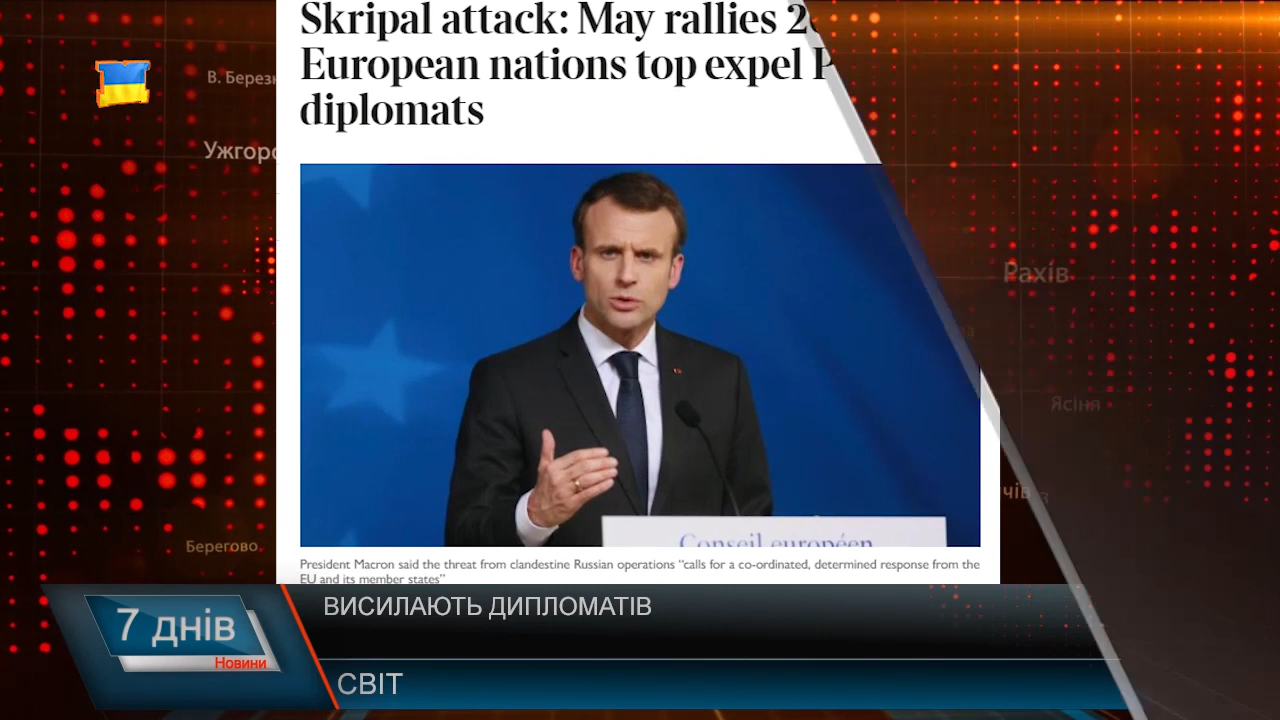 Skripal attack: May rallies
European nations top expel
diplomats
В. Берез
Ужгоро
Рахів
Ясіня
чів
Берегово
Conseil européen
President Macron said the threat from clandestine Russian operations “calls for a co-ordinated, determined response from the
EU and its member states”
7 днів
Новини
ВИСИЛАЮТЬ ДИПЛОМАТІВ
СВІТ